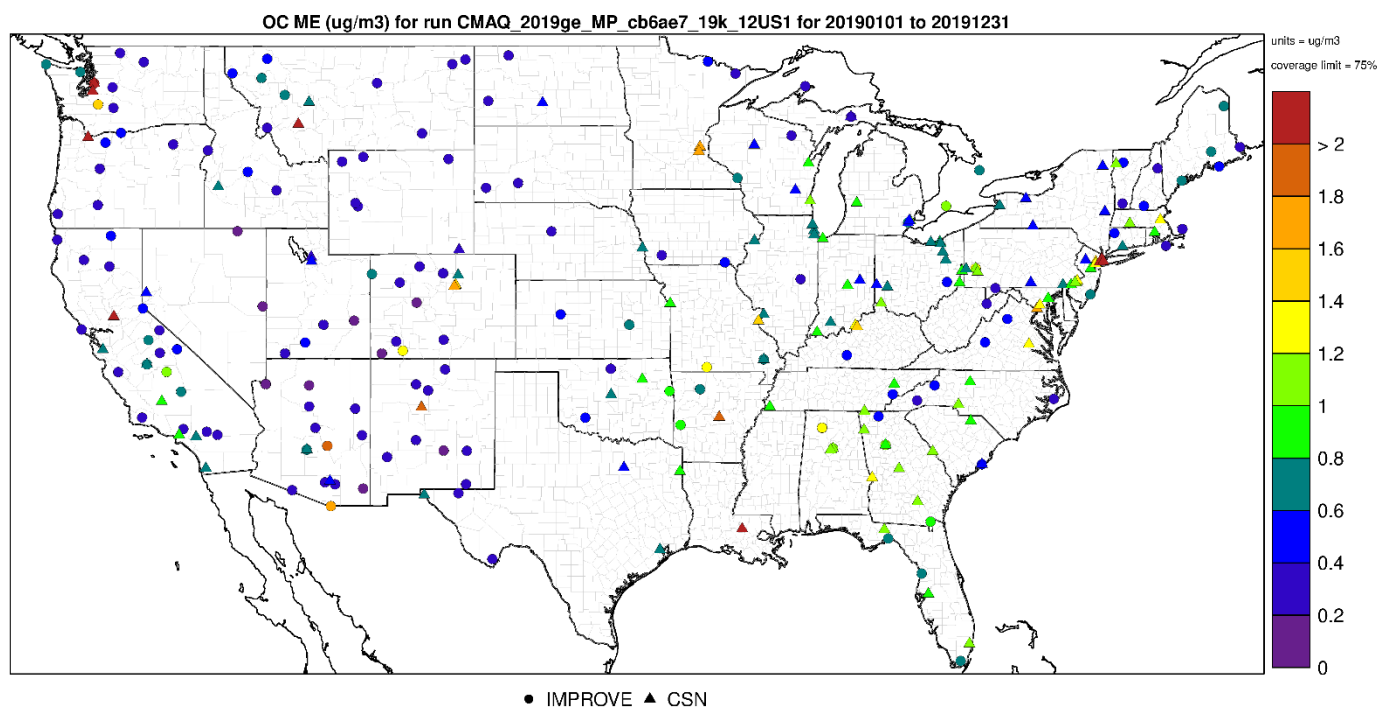 OC ME (ug/m3) for run CMAQ_2019ge_MP_cb6ae7_19k_12US1 for 20190101 to 20191231
units = ug/m3
coverage limit = 75%
> 2
1.8
1.6
1.4
1.2
1
0.8
0.6
0.4
0.2
0
● IMPROVE ▲ CSN